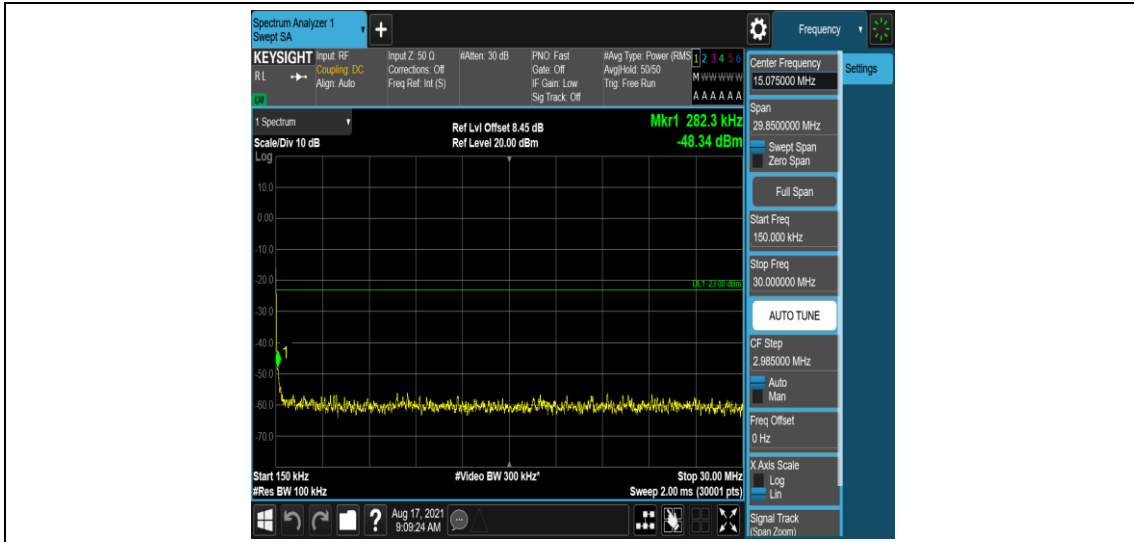 Spectrum Analyzer 1
Swept SA
+
Frequency
KEYSIGHT
Input: RF
Coupling: DC
Align: Auto
Input Z: 50 Ω
Corrections: Off
Freq Ref: Int (S)
#Atten: 30 dB
PNO: Fast
Gate: Off
IF Gain: Low
Sig Track: Off
#Avg Type: Power (RMS
Avg|Hold: 50/50
Trig: Free Run
1 2 3 4 5 6
M W W W W W
A A A A A A
R L
1 Spectrum
Scale/Div 10 dB
Log
Ref Lvl Offset 8.45 dB
Ref Level 20.00 dBm
Mkr1 282.3 kHz
-48.34 dBm
10.0
0.00
-10.0
-20.0
DL1 -23.00 dBm
-30.0
-40.0
1
-50.0
-60.0
-70.0
Start 150 kHz
#Video BW 300 kHz*
Stop 30.00 MHz
#Res BW 100 kHz
Sweep 2.00 ms (30001 pts)
?
Aug 17, 2021
9:09:24 AM
Center Frequency
15.075000 MHz
Settings
Span
29.8500000 MHz
Swept Span
Zero Span
Full Span
Start Freq
150.000 kHz
Stop Freq
30.000000 MHz
AUTO TUNE
CF Step
2.985000 MHz
Auto
Man
Freq Offset
0 Hz
X Axis Scale
Log
Lin
Signal Track
(Span Zoom)